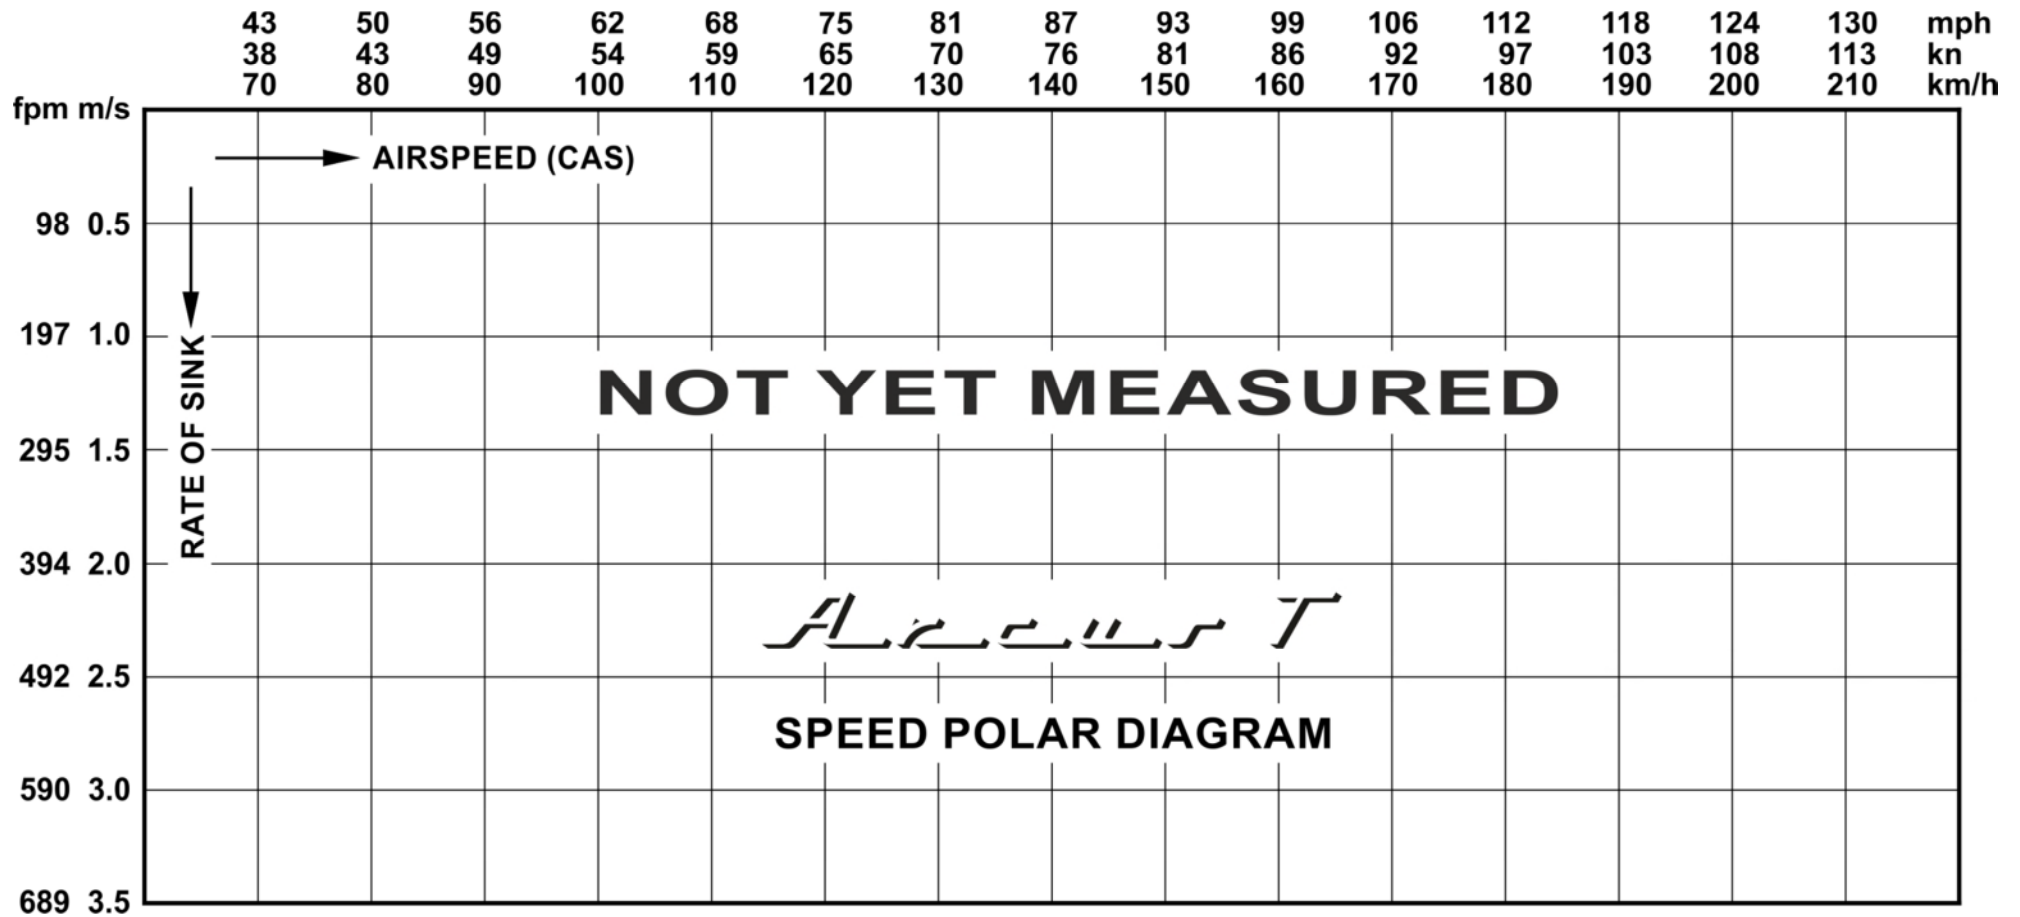 43 50 56 62 68 75 81 87 93 99 106 112 118 124 130 mph
38 43 49 54 59 65 70 76 81 86 92 97 103 108 113 kn
70 80 90 100 110 120 130 140 150 160 170 180 190 200 210 km/h
fpm m/s
AIRSPEED (CAS)
98 0.5
197 1.0
RATE OF SINK
NOT YET MEASURED
295 1.5
394 2.0
Arcus T
492 2.5
SPEED POLAR DIAGRAM
590 3.0
689 3.5